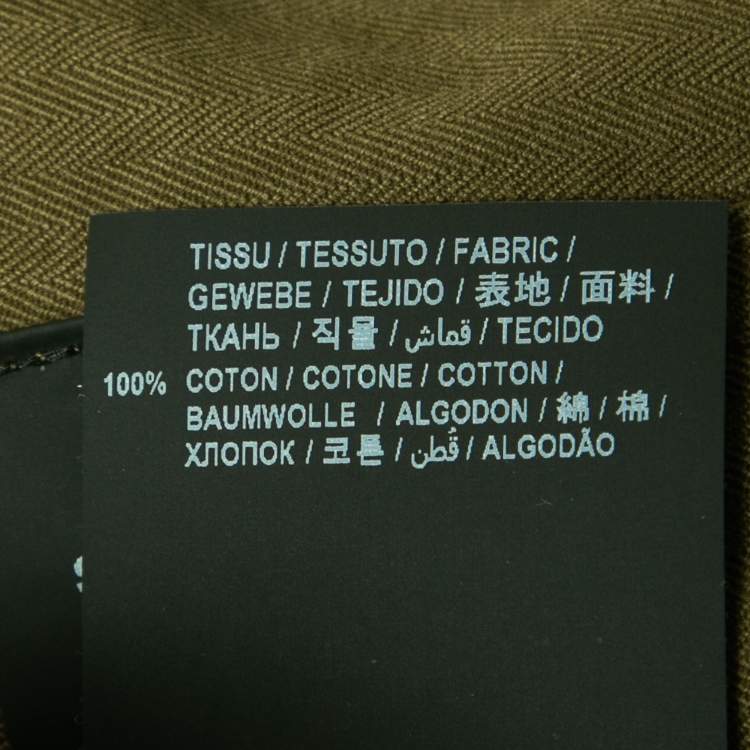 TISSU / TESSUTO / FABRIC /
GEWEBE / TEJIDO / 表地 / 面料 /
ТКАНЬ / 직물 / قماش / TECIDO
100% COTON / COTONE / COTTON /
BAUMWOLLE / ALGODON / 綿 / 棉 /
ХЛОПОК / 코튼 / قُطن / ALGODÃO